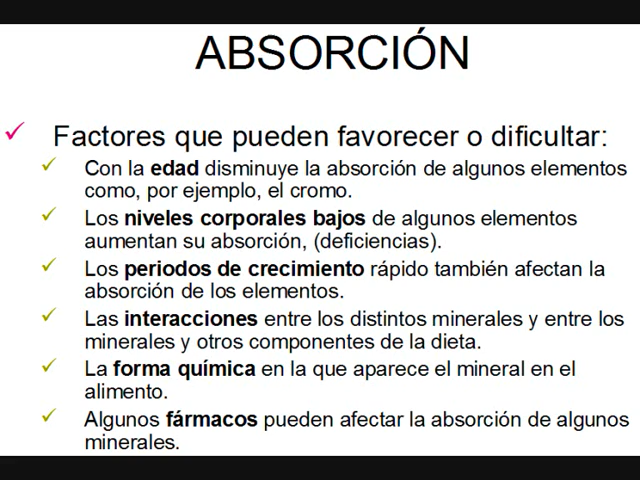 ABSORCIÓN
Factores que pueden favorecer o dificultar:
Con la edad disminuye la absorción de algunos elementos
como, por ejemplo, el cromo.
Los niveles corporales bajos de algunos elementos
aumentan su absorción, (deficiencias).
Los periodos de crecimiento rápido también afectan la
absorción de los elementos.
Las interacciones entre los distintos minerales y entre los
minerales y otros componentes de la dieta.
La forma química en la que aparece el mineral en el
alimento.
Algunos fármacos pueden afectar la absorción de algunos
minerales.